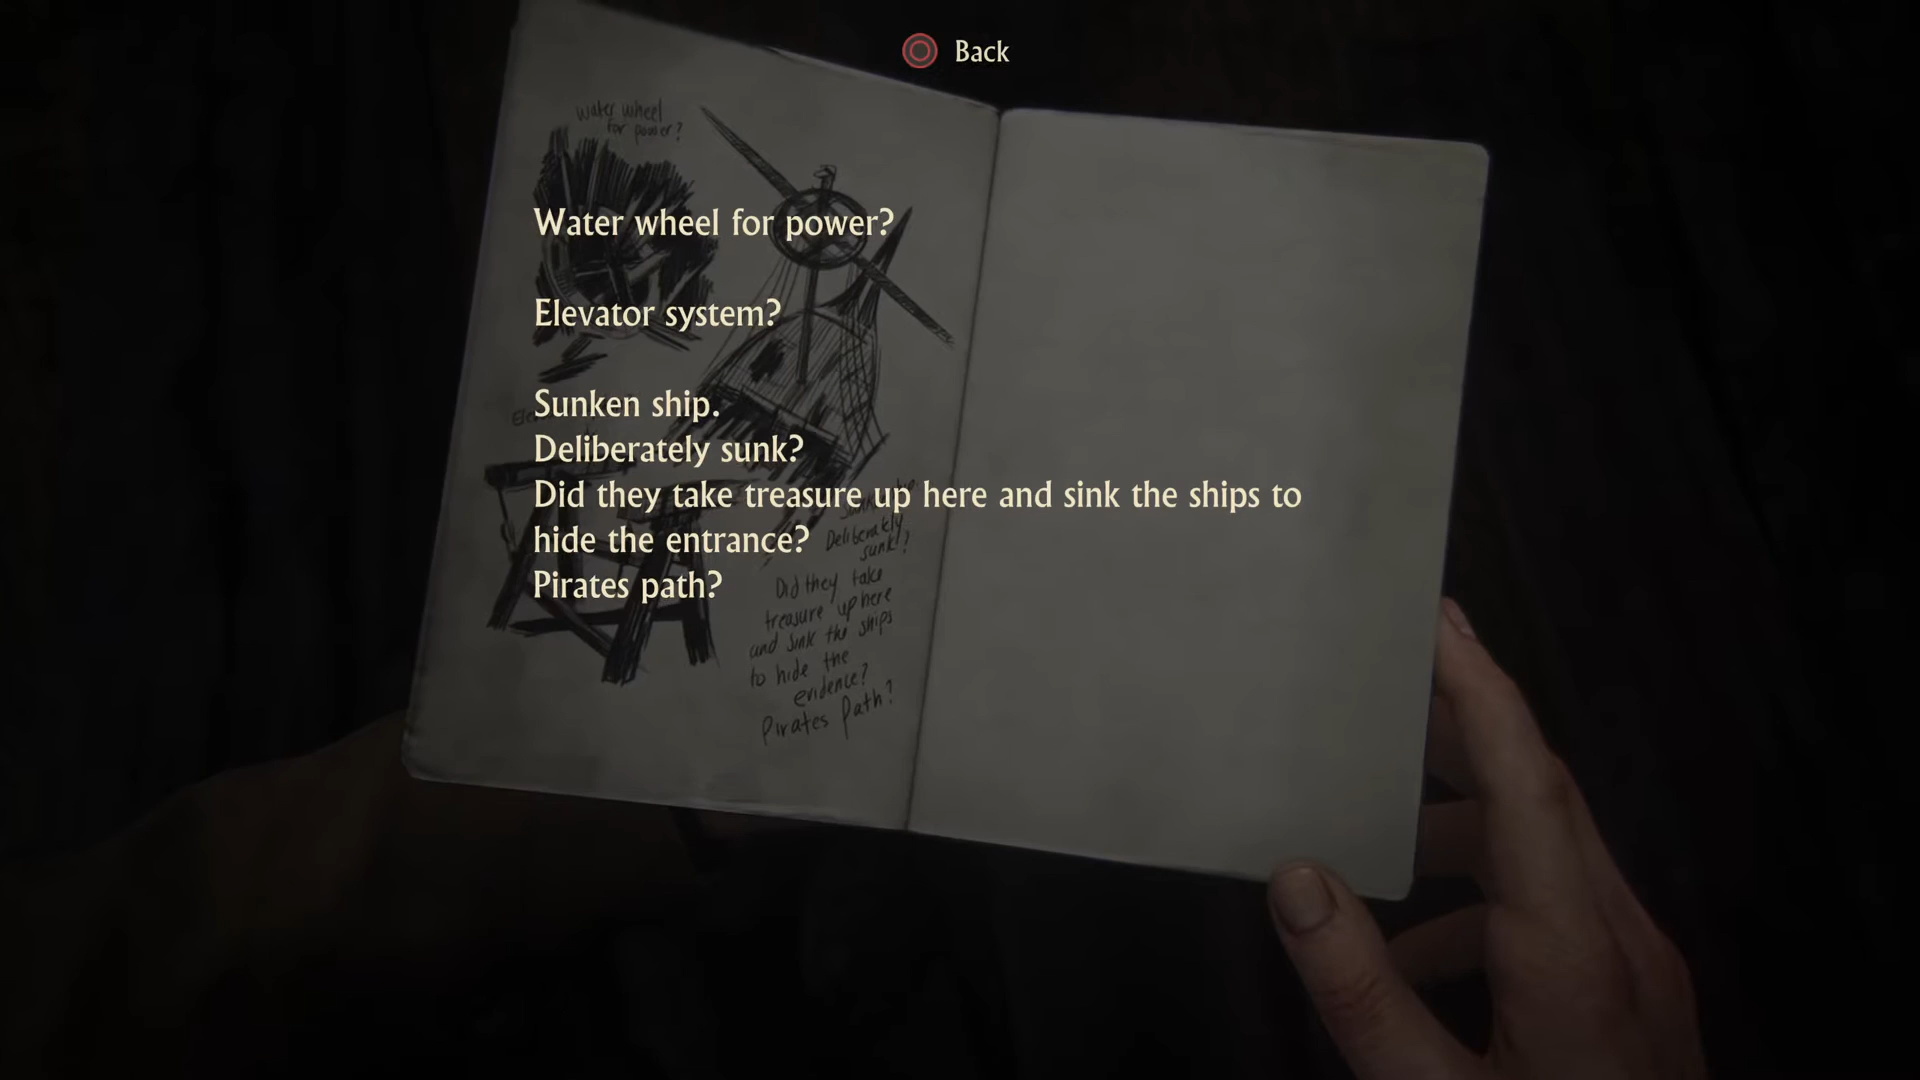 Back
water wheel
for power?
Water wheel for power?
Elevator system?
Sunken ship.
Deliberately sunk?
Did they take treasure up here and sink the ships to
hide the entrance?
Pirates path?
Deliberately
sunk!?
Did they take
treasure up here
and sink the ships
to hide the
evidence?
Pirates Path?